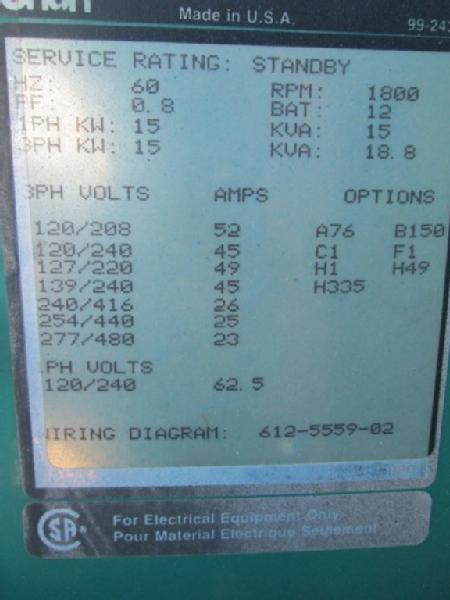 Made in U.S.A.
SERVICE RATING: STANDBY
HZ: 60 RPM: 1800
PF: 0.8 BAT: 12
1PH KW: 15 KVA: 15
3PH KW: 15 KVA: 18.8
3PH VOLTS AMPS OPTIONS
120/208 52 A76 B150
120/240 45 C1 F1
127/220 49 H1 H49
139/240 45 H335
240/416 26
254/440 25
277/480 23
1PH VOLTS
120/240 62.5
WIRING DIAGRAM: 612-5559-02
For Electrical Equipment Only
Pour Materiel Electrique Seulement